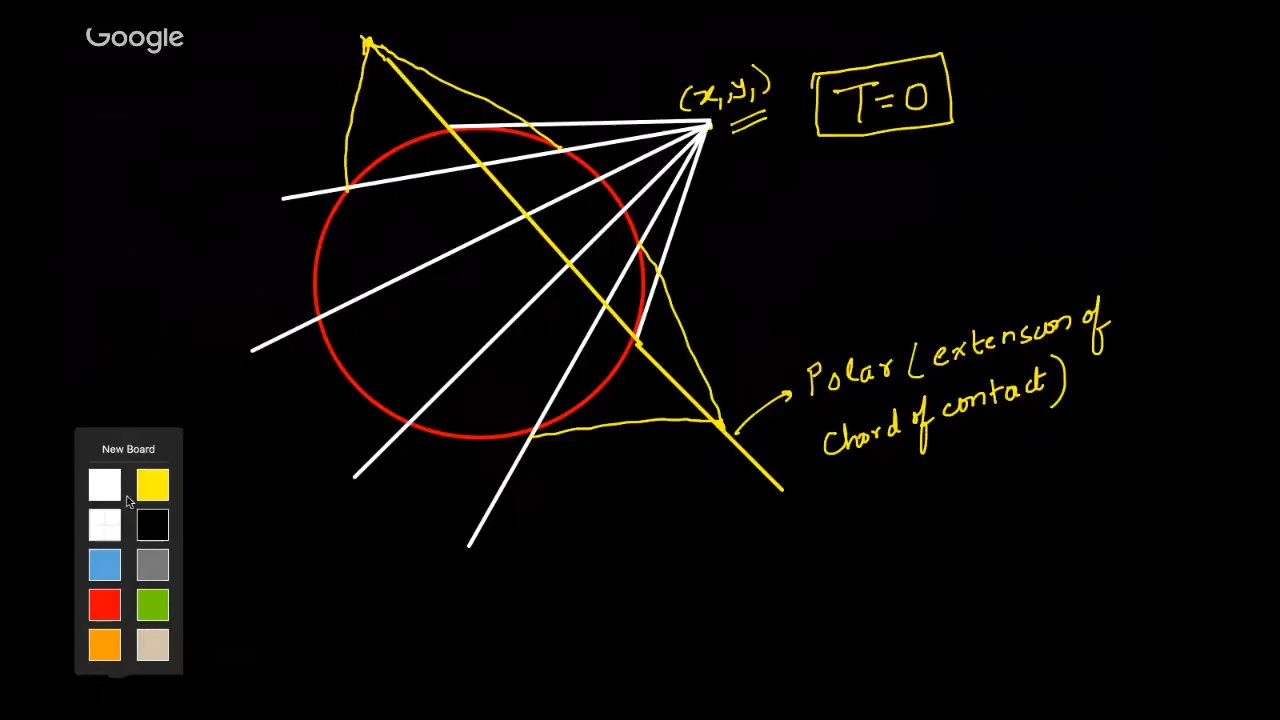 Google
(x₁,y₁)
T=0
Polar (extension of
chord of contact)
New Board